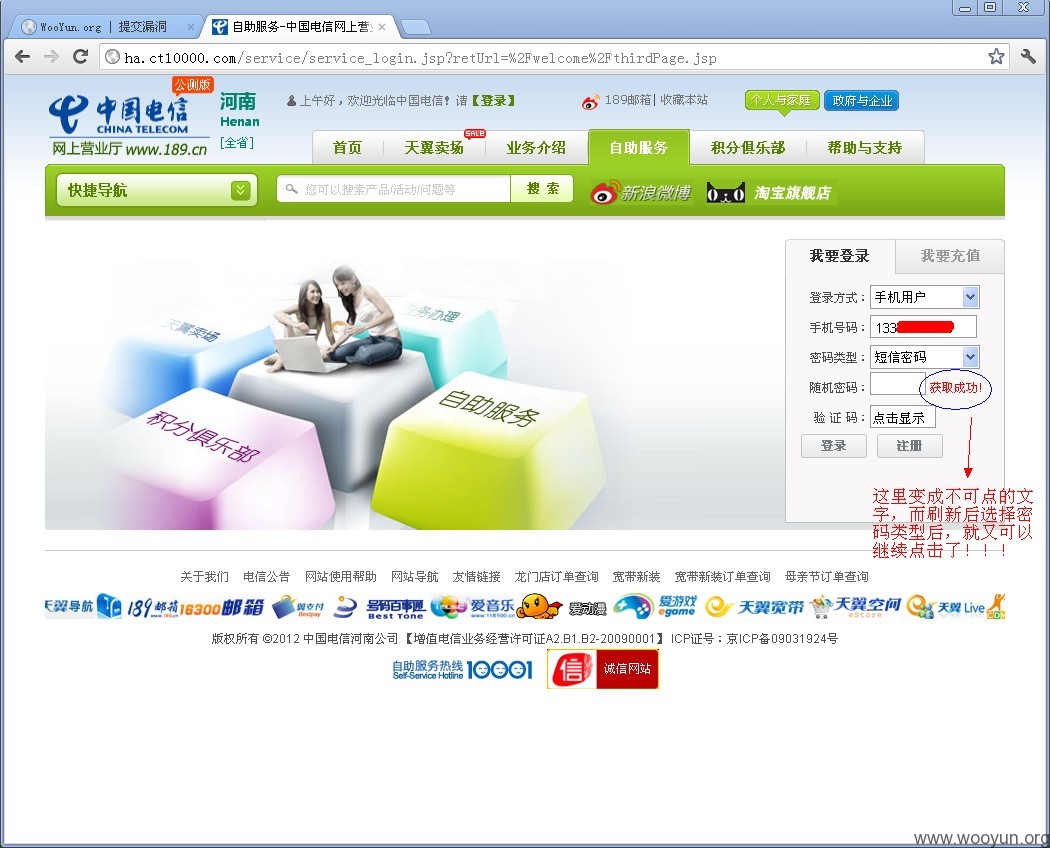 WooYun.org | 提交漏洞
自助服务-中国电信网上营
ha.ct10000.com/service/service_login.jsp?retUrl=%2Fwelcome%2FthirdPage.jsp
公测版
中国电信
CHINA TELECOM
网上营业厅 www.189.cn
河南
Henan
[全省]
上午好，欢迎光临中国电信！请【登录】
189邮箱| 收藏本站
个人与家庭
政府与企业
首页
天翼卖场
SALE
业务介绍
自助服务
积分俱乐部
帮助与支持
快捷导航
您可以搜索产品/活动/问题等
搜 索
新浪微博
淘宝旗舰店
天翼卖场
业务办理
积分俱乐部
自助服务
我要登录
我要充值
登录方式：
手机用户
手机号码：
133
密码类型：
短信密码
随机密码：
获取成功!
验 证 码：
点击显示
登录
注册
这里变成不可点的文
字，而刷新后选择密
码类型后，就又可以
继续点击了！！！
关于我们 电信公告 网站使用帮助 网站导航 友情链接 龙门店订单查询 宽带新装 宽带新装订单查询 母亲节订单查询
天翼导航
189邮箱
16300邮箱
翼支付
Bestpay
号码百事通
Best Tone
爱音乐
www.118100.cn
爱动漫
爱游戏
egame
天翼宽带
天翼空间
eStore
天翼 Live
版权所有 ©2012 中国电信河南公司 【增值电信业务经营许可证A2.B1.B2-20090001】 ICP证号：京ICP备09031924号
自助服务热线
Self-Service Hotline
10001
信
诚信网站
www.wooyun.org